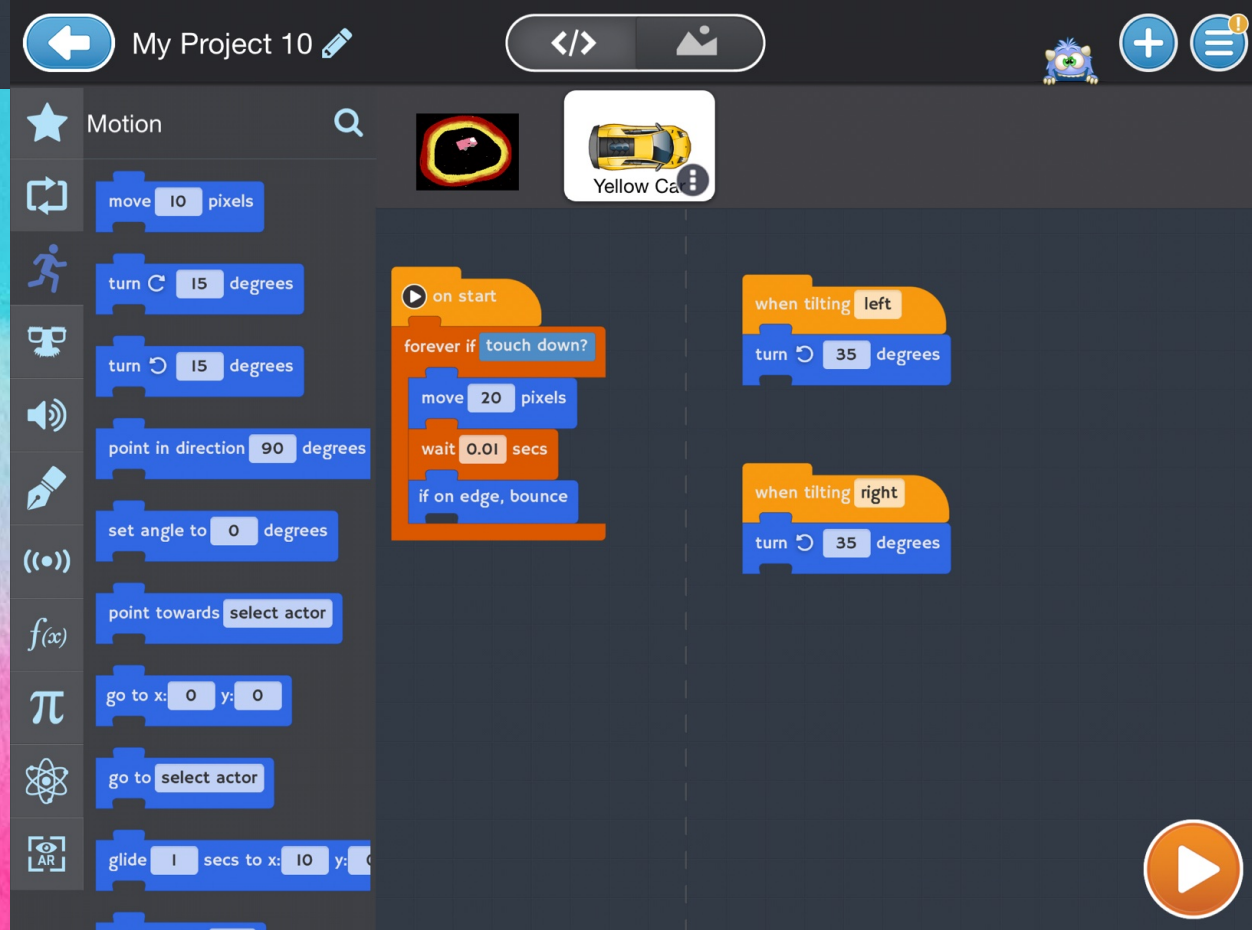 My Project 10
</>
Motion
Yellow Car
move 10 pixels
turn 15 degrees
turn 15 degrees
point in direction 90 degrees
set angle to 0 degrees
point towards select actor
go to x: 0 y: 0
go to select actor
glide 1 secs to x: 10 y:
f(x)
π
AR
on start
forever if touch down?
move 20 pixels
wait 0.01 secs
if on edge, bounce
when tilting left
turn 35 degrees
when tilting right
turn 35 degrees